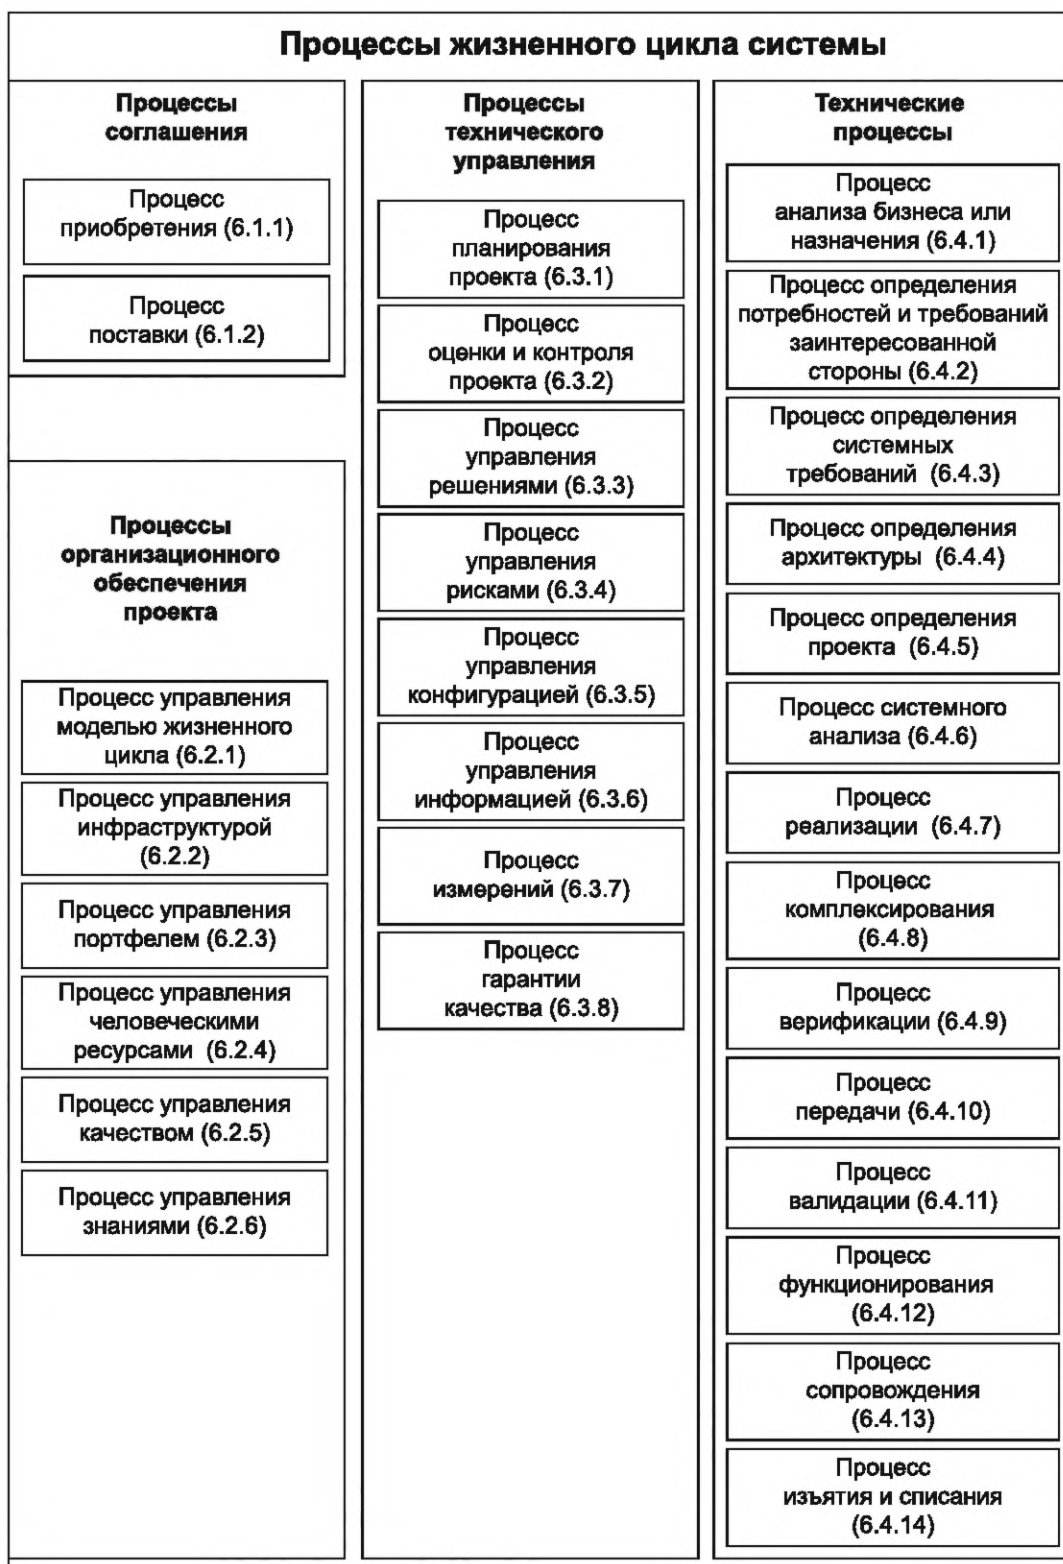 Процессы жизненного цикла системы
Процессы
соглашения
Процесс
приобретения (6.1.1)
Процесс
поставки (6.1.2)
Процессы
организационного
обеспечения
проекта
Процесс управления
моделью жизненного
цикла (6.2.1)
Процесс управления
инфраструктурой
(6.2.2)
Процесс управления
портфелем (6.2.3)
Процесс управления
человеческими
ресурсами (6.2.4)
Процесс управления
качеством (6.2.5)
Процесс управления
знаниями (6.2.6)
Процессы
технического
управления
Процесс
планирования
проекта (6.3.1)
Процесс
оценки и контроля
проекта (6.3.2)
Процесс
управления
решениями (6.3.3)
Процесс
управления
рисками (6.3.4)
Процесс
управления
конфигурацией (6.3.5)
Процесс
управления
информацией (6.3.6)
Процесс
измерений (6.3.7)
Процесс
гарантии
качества (6.3.8)
Технические
процессы
Процесс
анализа бизнеса или
назначения (6.4.1)
Процесс определения
потребностей и требований
заинтересованной
стороны (6.4.2)
Процесс определения
системных
требований (6.4.3)
Процесс определения
архитектуры (6.4.4)
Процесс определения
проекта (6.4.5)
Процесс системного
анализа (6.4.6)
Процесс
реализации (6.4.7)
Процесс
комплексирования
(6.4.8)
Процесс
верификации (6.4.9)
Процесс
передачи (6.4.10)
Процесс
валидации (6.4.11)
Процесс
функционирования
(6.4.12)
Процесс
сопровождения
(6.4.13)
Процесс
изъятия и списания
(6.4.14)